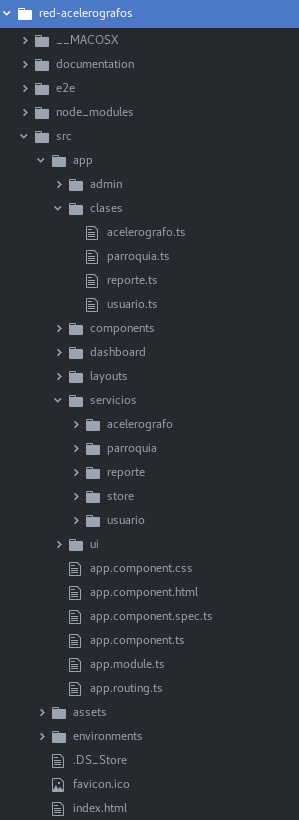 red-acelerografos
__MACOSX
documentation
e2e
node_modules
src
app
admin
clases
acelerografo.ts
parroquia.ts
reporte.ts
usuario.ts
components
dashboard
layouts
servicios
acelerografo
parroquia
reporte
store
usuario
ui
app.component.css
app.component.html
app.component.spec.ts
app.component.ts
app.module.ts
app.routing.ts
assets
environments
.DS_Store
favicon.ico
index.html